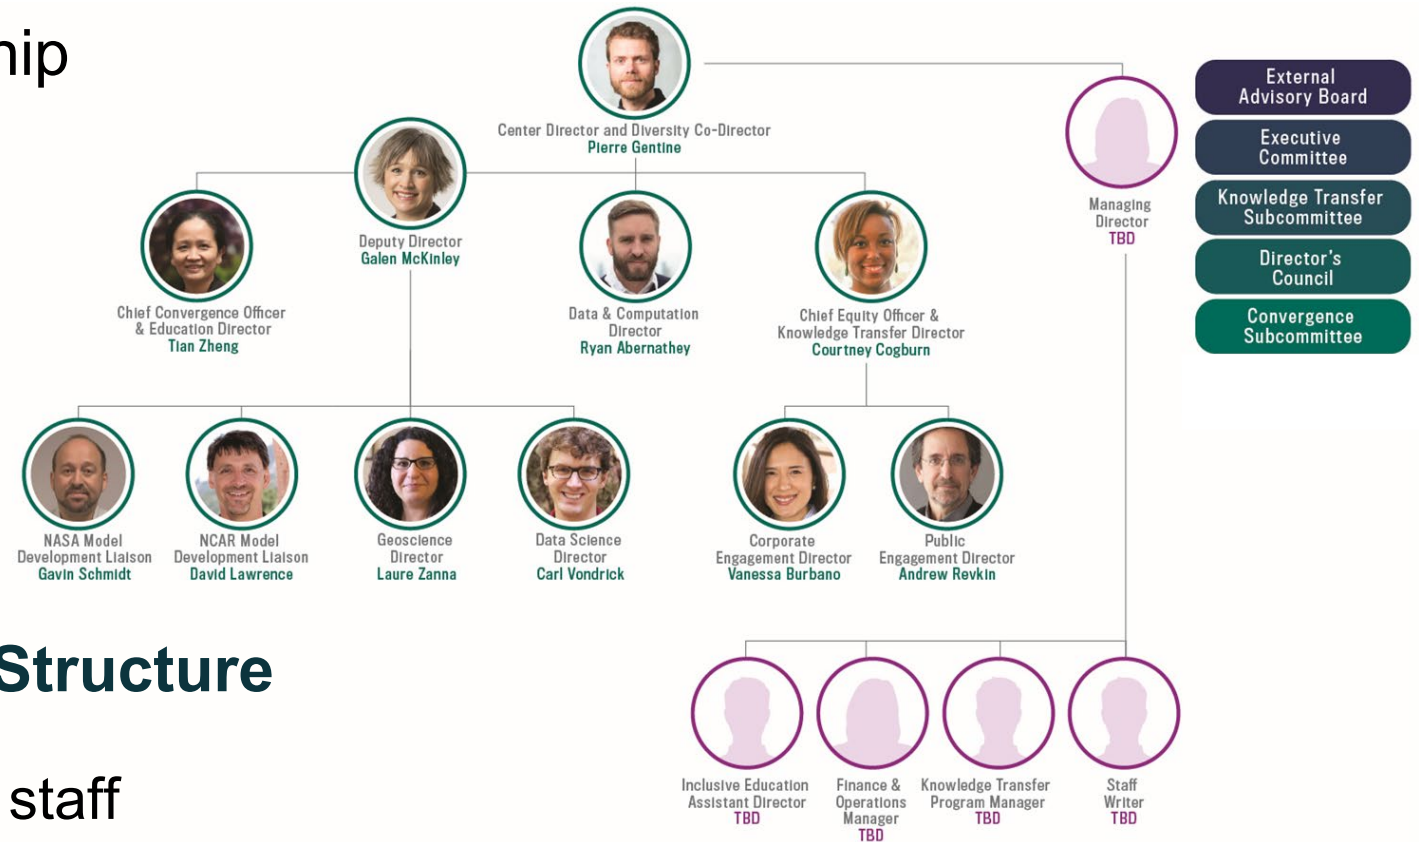 hip
Center Director and Diversity Co-Director
Pierre Gentine
External
Advisory Board
Executive
Committee
Knowledge Transfer
Subcommittee
Director's
Council
Convergence
Subcommittee
Managing
Director
TBD
Deputy Director
Galen McKinley
Chief Convergence Officer
& Education Director
Tian Zheng
Data & Computation
Director
Ryan Abernathey
Chief Equity Officer &
Knowledge Transfer Director
Courtney Cogburn
NASA Model
Development Liaison
Gavin Schmidt
NCAR Model
Development Liaison
David Lawrence
Geoscience
Director
Laure Zanna
Data Science
Director
Carl Vondrick
Corporate
Engagement Director
Vanessa Burbano
Public
Engagement Director
Andrew Revkin
Structure
staff
Inclusive Education
Assistant Director
TBD
Finance &
Operations
Manager
TBD
Knowledge Transfer
Program Manager
TBD
Staff
Writer
TBD